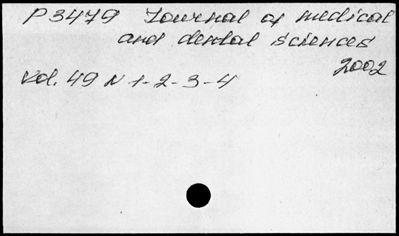 P3479 Journal of medical
and dental sciences
2002
Vol. 49 N 1-2-3-4